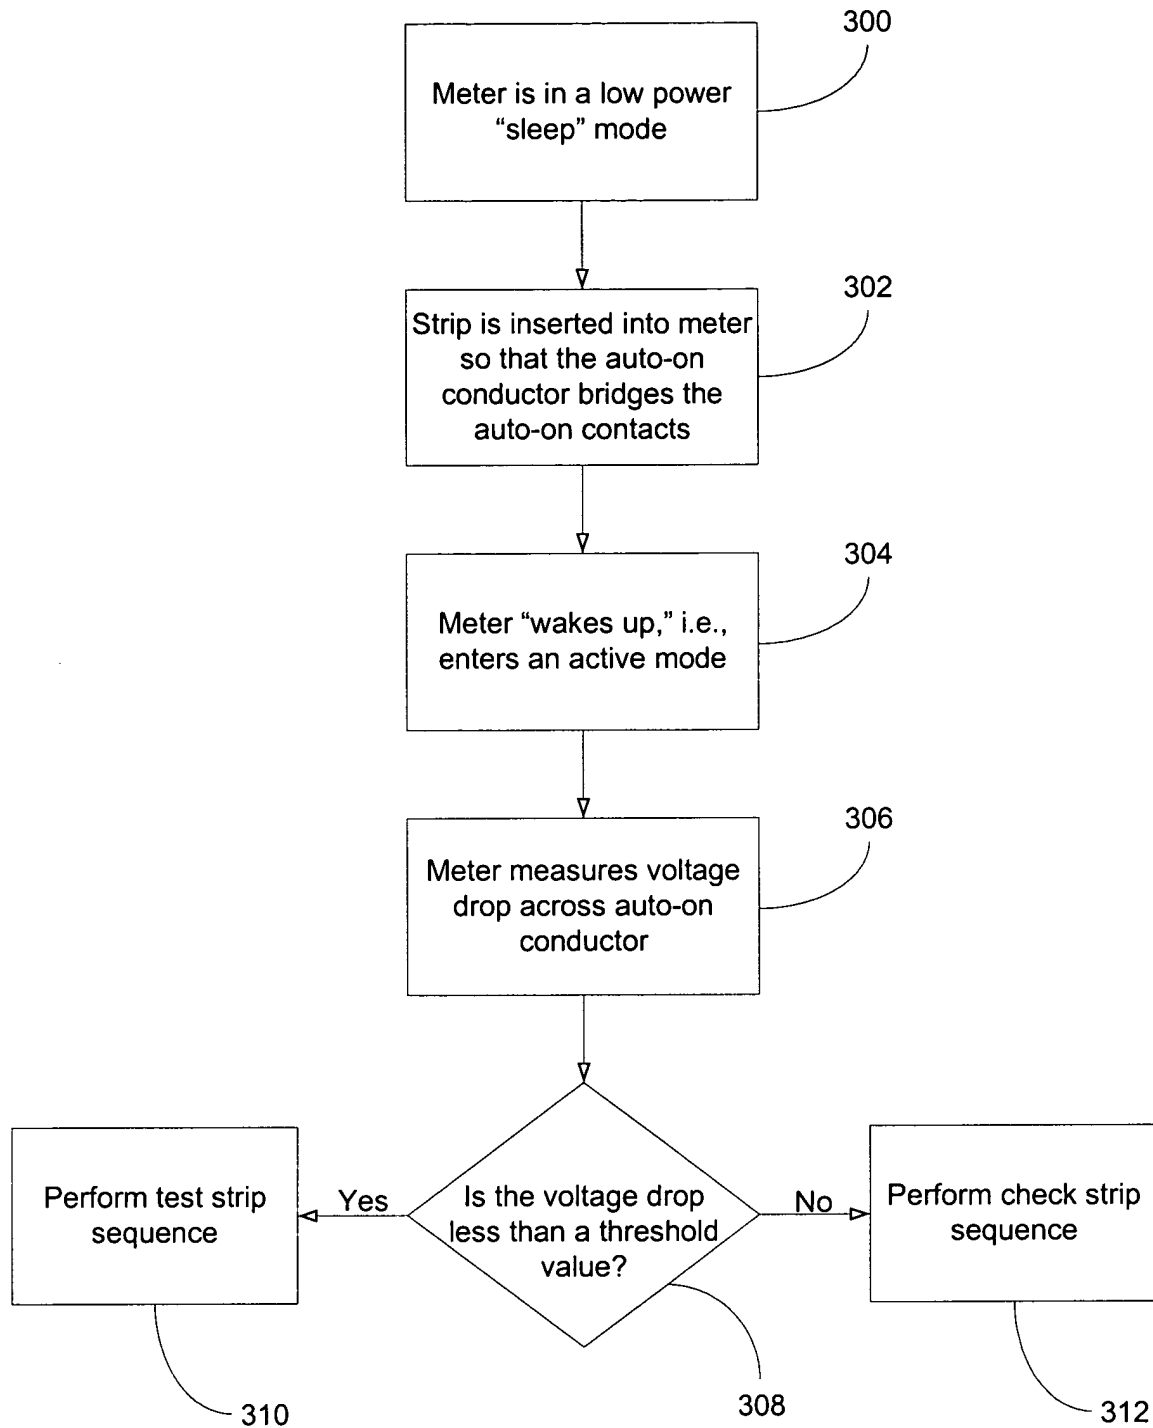 300
Meter is in a low power
“sleep” mode
302
Strip is inserted into meter
so that the auto-on
conductor bridges the
auto-on contacts
304
Meter “wakes up,” i.e.,
enters an active mode
306
Meter measures voltage
drop across auto-on
conductor
Is the voltage drop
less than a threshold
value?
308
Yes
Perform test strip
sequence
310
No
Perform check strip
sequence
312